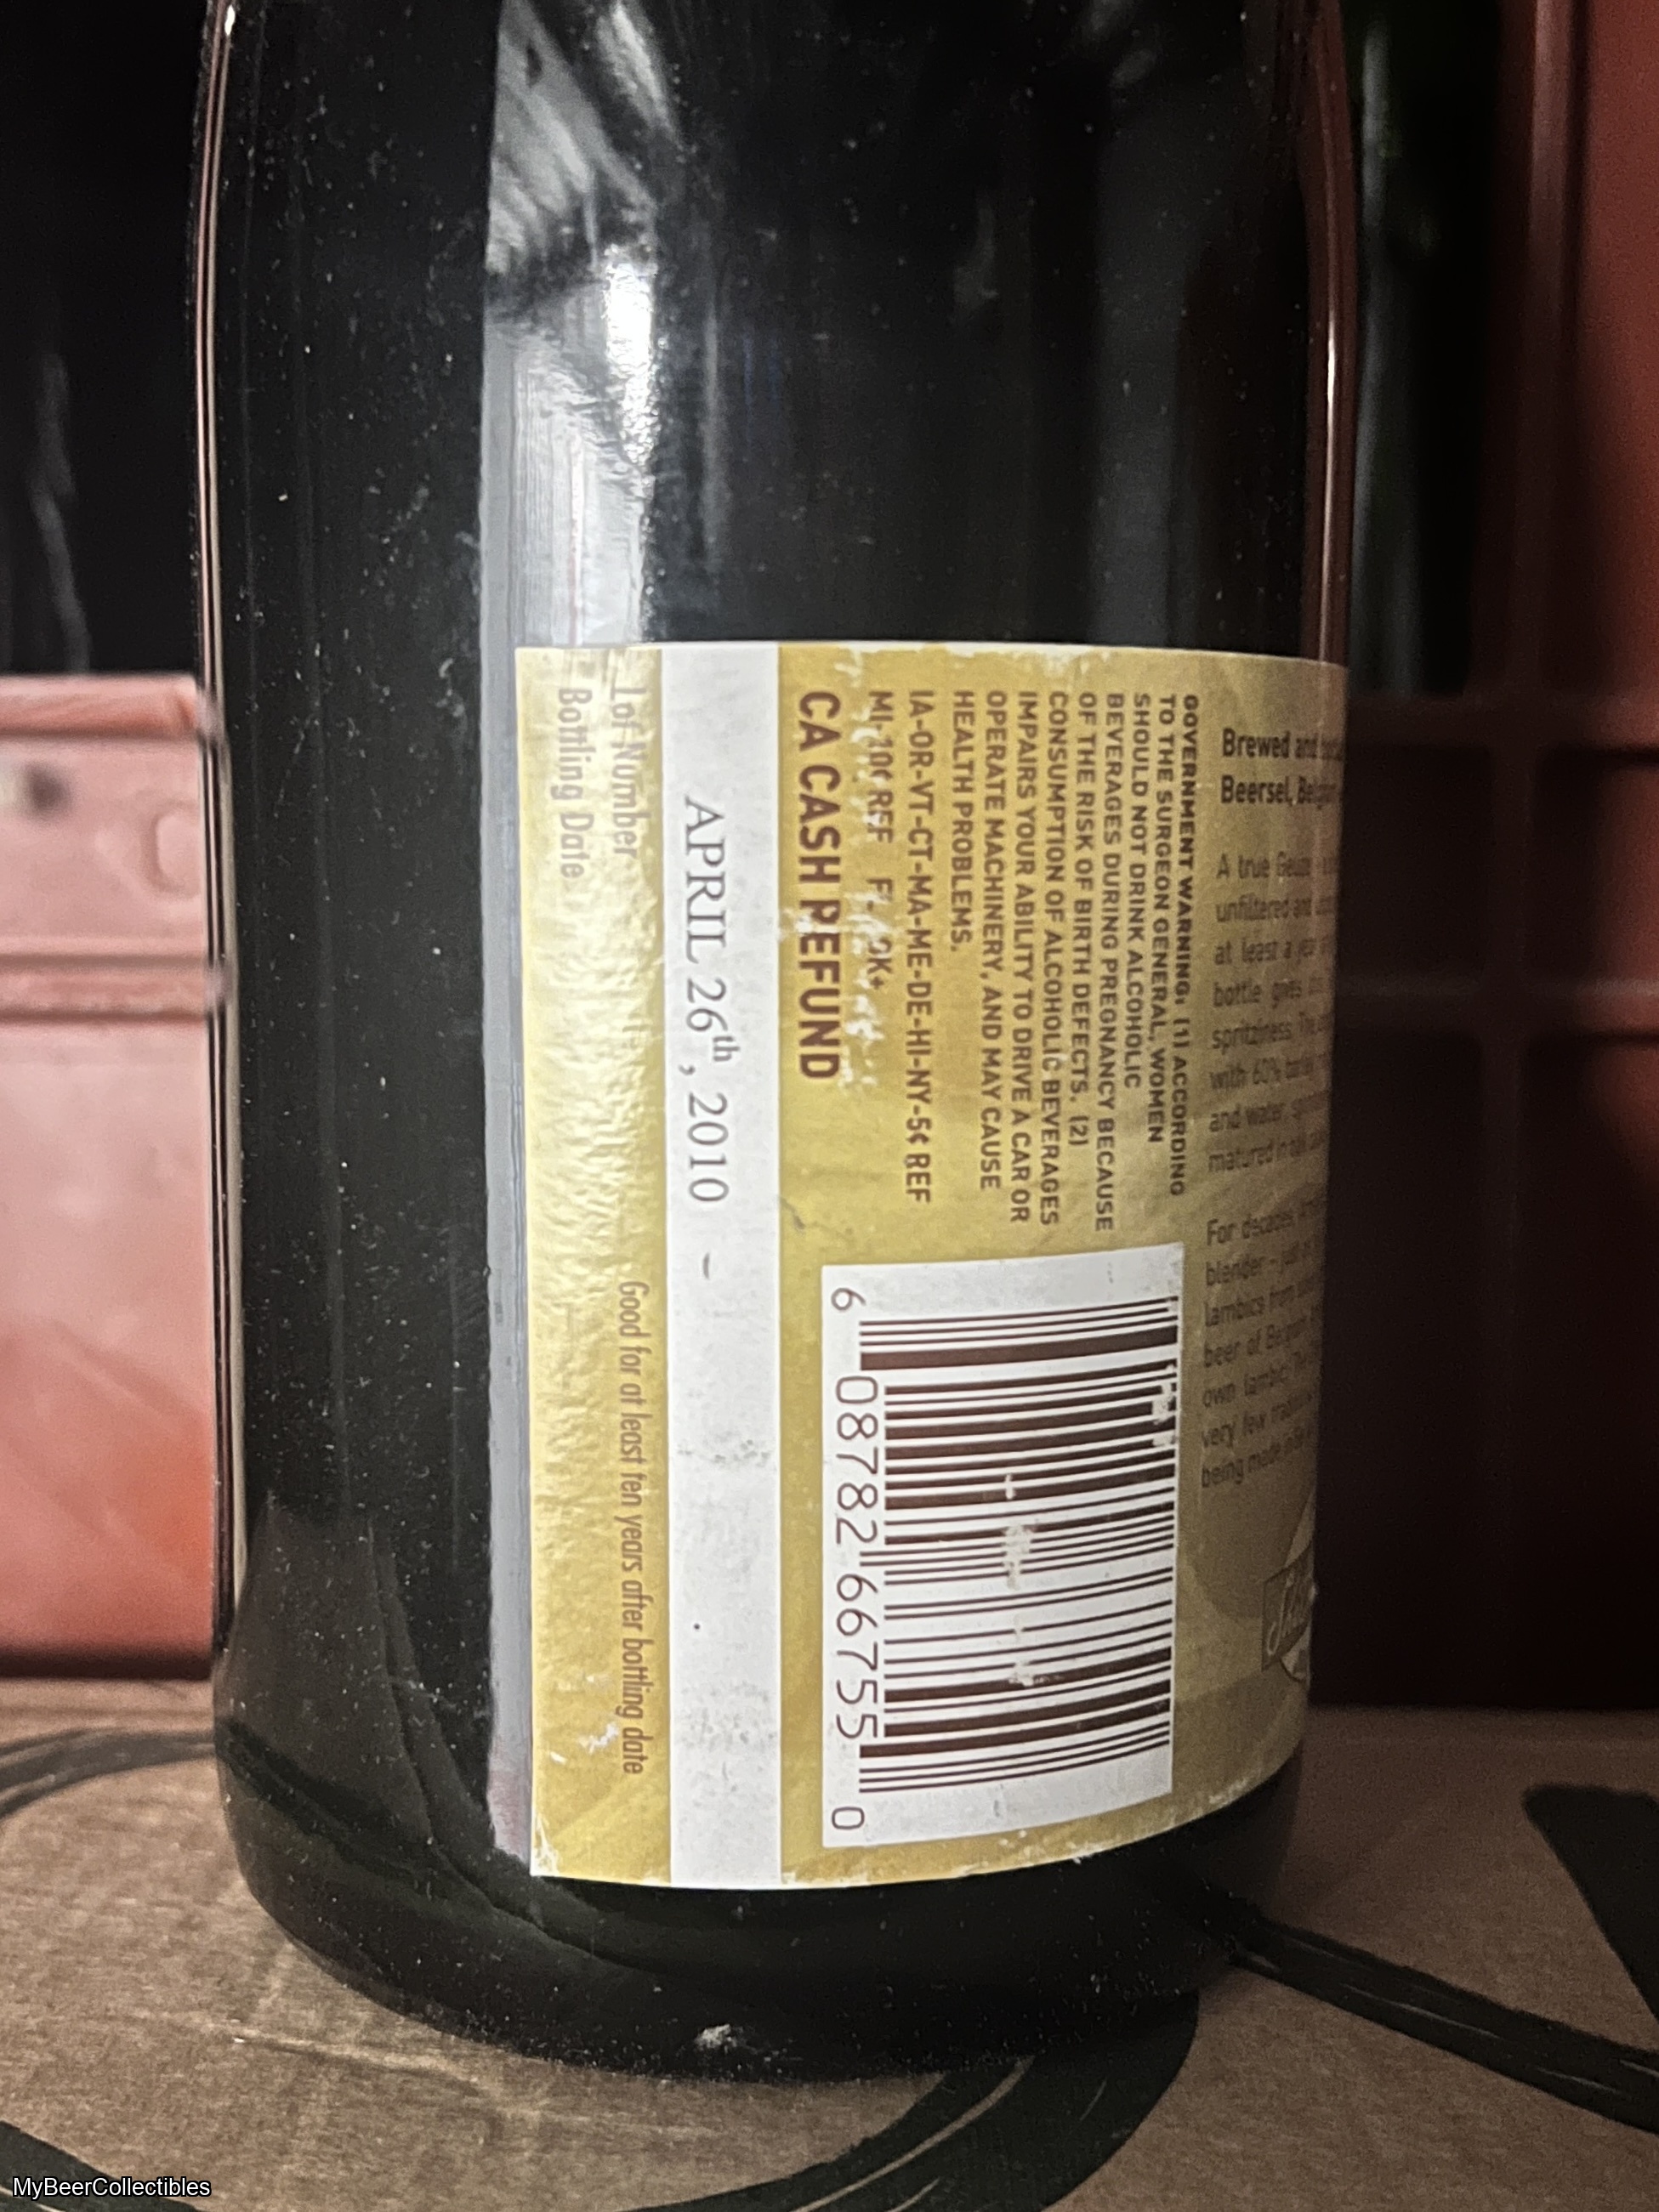 Brewed and
Beersel,
A true Geuze
unfiltered and
at least a year
bottle gives
spritziness. The
with 60%
and water,
matured in
For decades,
blender - just
lambics from
beer of
own lambic.
very few
being made
GOVERNMENT WARNING: (1) ACCORDING
TO THE SURGEON GENERAL, WOMEN
SHOULD NOT DRINK ALCOHOLIC
BEVERAGES DURING PREGNANCY BECAUSE
OF THE RISK OF BIRTH DEFECTS. (2)
CONSUMPTION OF ALCOHOLIC BEVERAGES
IMPAIRS YOUR ABILITY TO DRIVE A CAR OR
OPERATE MACHINERY, AND MAY CAUSE
HEALTH PROBLEMS.
IA-OR-VT-CT-MA-ME-DE-HI-NY-5¢ REF
MI-10¢ REF OK+
CA CASH REFUND
6 08782 66755 0
APRIL 26th, 2010 -
Lot Number
Bottling Date
Good for at least ten years after bottling date
MyBeerCollectibles